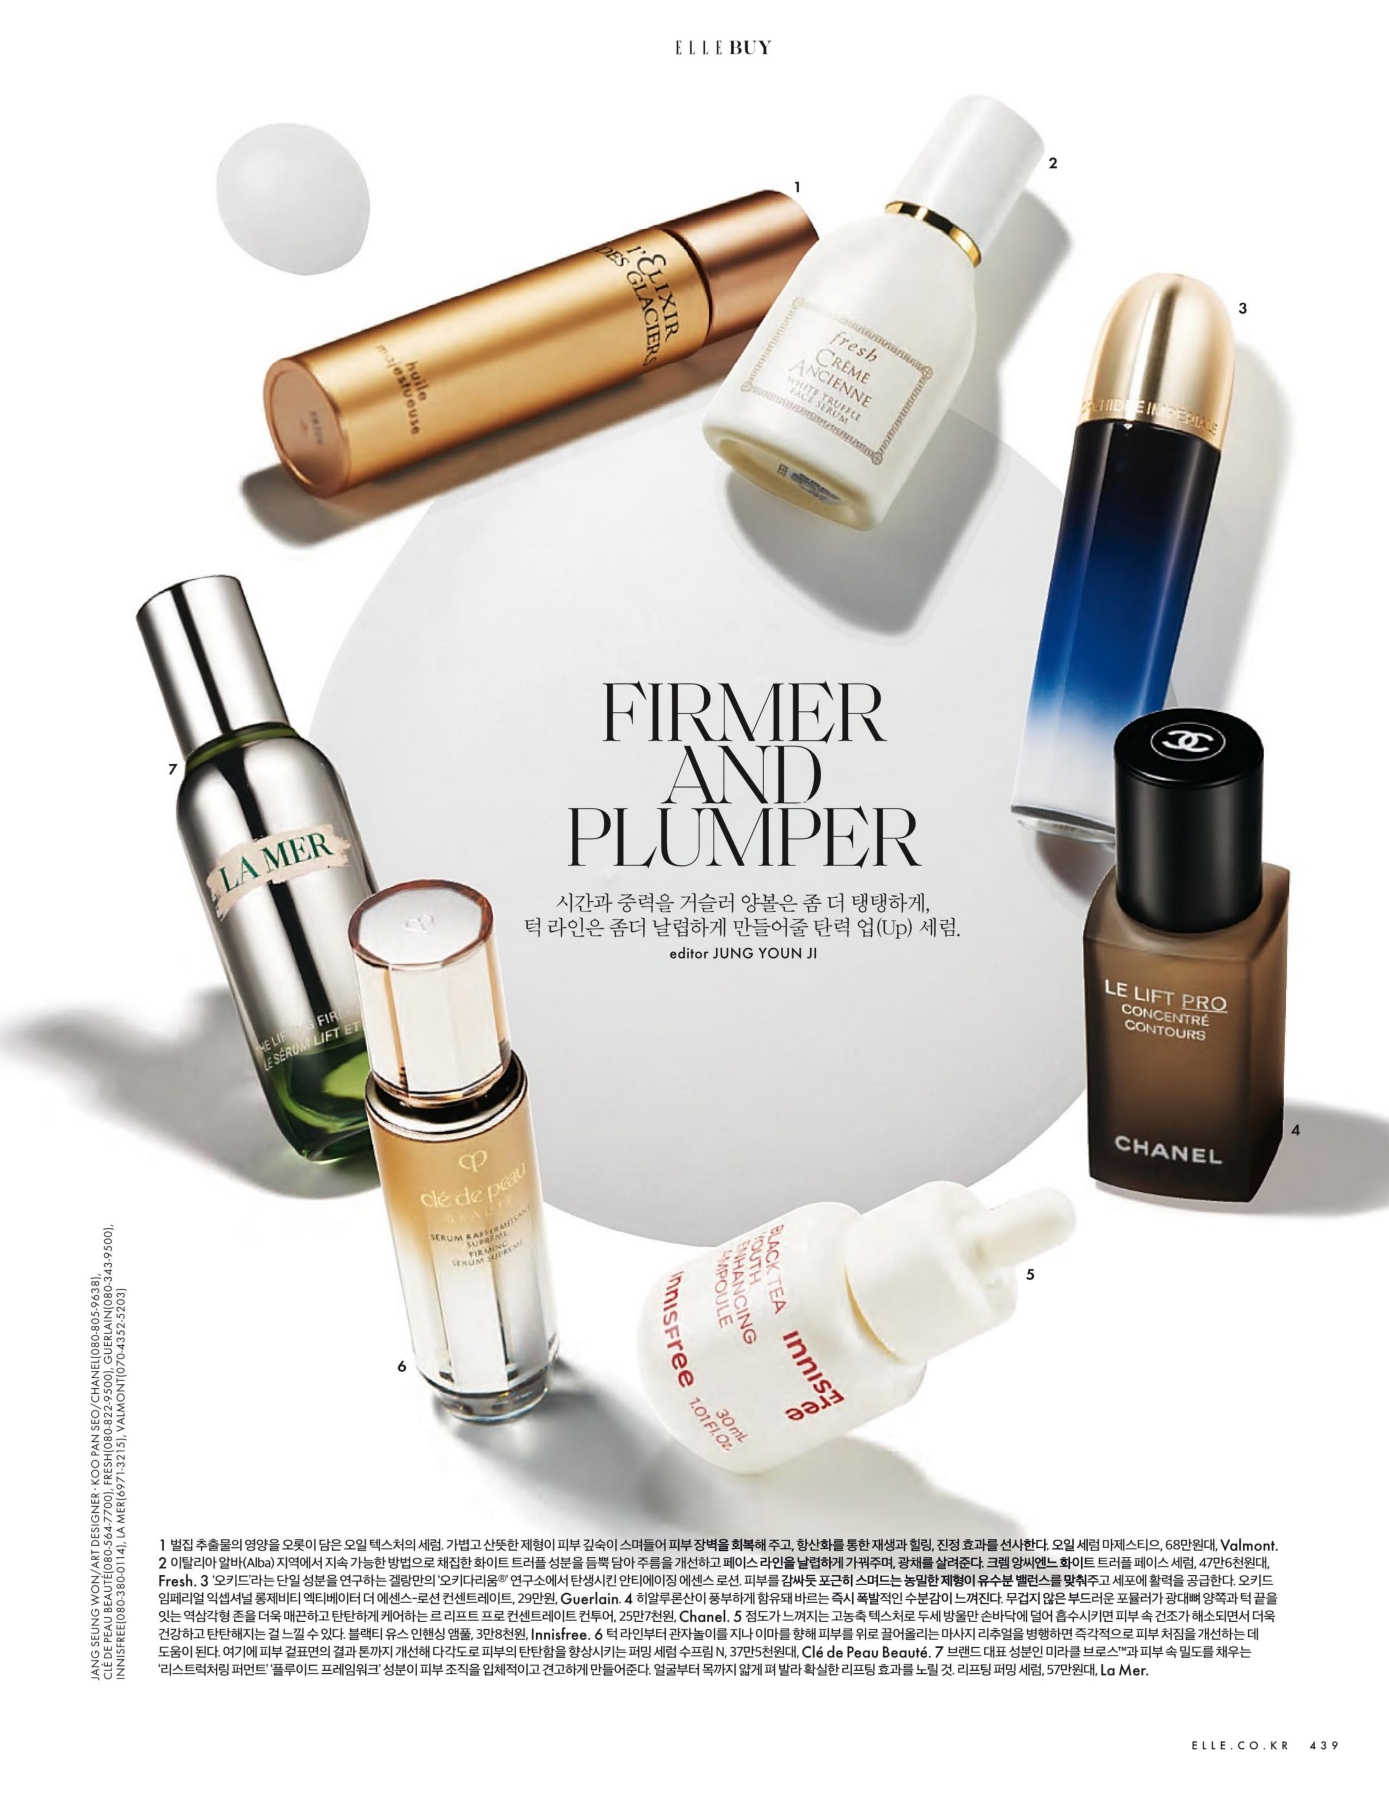 ELLE BUY
1
2
3
l'ELIXIR
DES GLACIERS
huile
majestueuse
fresh
CRÈME
ANCIENNE
WHITE TRUFFLE
FACE SERUM
FIRMER
AND
PLUMPER
시간과 중력을 거슬러 양볼은 좀 더 탱탱하게,
턱 라인은 좀더 날렵하게 만들어줄 탄력 업(Up) 세럼.
editor JUNG YOUN JI
7
LA MER
LE SÉRUM LIFT ET
LE LIFT PRO
CONCENTRÉ
CONTOURS
CHANEL
4
clé de peau
BEAUTÉ
SERUM RAFFERMISSANT
SUPRÊME
FIRMING
SERUM SUPREME
6
BLACK TEA
YOUTH
ENHANCING
AMPOULE
innisfree
innisfree
30 mL
1.01 Fl.Oz.
5
JANG SEUNG WON/ART DESIGNER · KOO PAN SEO/CHANEL(080-805-9638),
CLÉ DE PEAU BEAUTÉ(080-564-7700), FRESH(080-822-9500), GUERLAIN(080-343-9500),
INNISFREE(080-380-0114), LA MER(6971-3215), VALMONT(070-4352-5203)
1 벌집 추출물의 영양을 오롯이 담은 오일 텍스처의 세럼. 가볍고 산뜻한 제형이 피부 깊숙이 스며들어 피부 장벽을 회복해 주고, 항산화를 통한 재생과 힐링, 진정 효과를 선사한다. 오일 세럼 마제스티으, 68만원대, Valmont.
2 이탈리아 알바(Alba) 지역에서 지속 가능한 방법으로 채집한 화이트 트러플 성분을 듬뿍 담아 주름을 개선하고 페이스 라인을 날렵하게 가꿔주며, 광채를 살려준다. 크렘 앙씨엔느 화이트 트러플 페이스 세럼, 47만6천원대,
Fresh. 3 '오키드'라는 단일 성분을 연구하는 겔랑만의 '오키다리움®' 연구소에서 탄생시킨 안티에이징 에센스 로션. 피부를 감싸듯 포근히 스며드는 농밀한 제형이 유수분 밸런스를 맞춰주고 세포에 활력을 공급한다. 오키드
임페리얼 익셉셔널 롱제비티 엑티베이터 더 에센스-로션 컨센트레이트, 29만원, Guerlain. 4 히알루론산이 풍부하게 함유돼 바르는 즉시 폭발적인 수분감이 느껴진다. 무겁지 않은 부드러운 포뮬러가 광대뼈 양쪽과 턱 끝을
잇는 역삼각형 존을 더욱 매끈하고 탄탄하게 케어하는 르 리프트 프로 컨센트레이트 컨투어, 25만7천원, Chanel. 5 점도가 느껴지는 고농축 텍스처로 두세 방울만 손바닥에 덜어 흡수시키면 피부 속 건조가 해소되면서 더욱
건강하고 탄탄해지는 걸 느낄 수 있다. 블랙티 유스 인핸싱 앰풀, 3만8천원, Innisfree. 6 턱 라인부터 관자놀이를 지나 이마를 향해 피부를 위로 끌어올리는 마사지 리추얼을 병행하면 즉각적으로 피부 처짐을 개선하는 데
도움이 된다. 여기에 피부 겉표면의 결과 톤까지 개선해 다각도로 피부의 탄탄함을 향상시키는 퍼밍 세럼 수프림 N, 37만5천원대, Clé de Peau Beauté. 7 브랜드 대표 성분인 미라클 브로스™과 피부 속 밀도를 채우는
'리스트럭처링 퍼먼트' '플루이드 프레임워크' 성분이 피부 조직을 입체적이고 견고하게 만들어준다. 얼굴부터 목까지 얇게 펴 발라 확실한 리프팅 효과를 노릴 것. 리프팅 퍼밍 세럼, 57만원대, La Mer.
ELLE.CO.KR 439